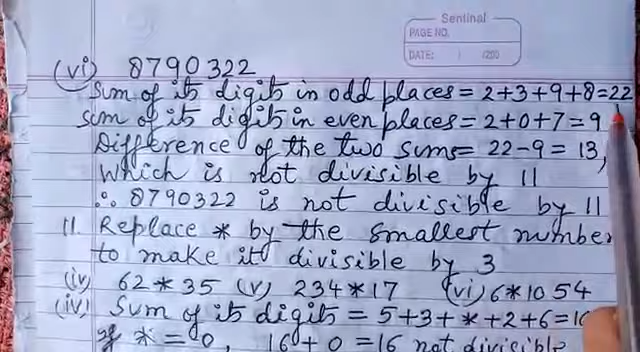 Sentinal
PAGE NO.
DATE: / /200
(vi) 8790322
Sum of its digits in odd places = 2+3+9+8=22
sum of its digits in even places = 2+0+7=9
Difference of the two sums= 22-9 = 13,
Which is not divisible by 11
∴ 8790322 is not divisible by 11
11. Replace * by the smallest number
to make it divisible by 3
(iv) 62*35 (v) 234*17 (vi) 6*1054
(iv) Sum of its digits = 5+3+*+2+6=16
If * = 0, 16+0=16 not divisible